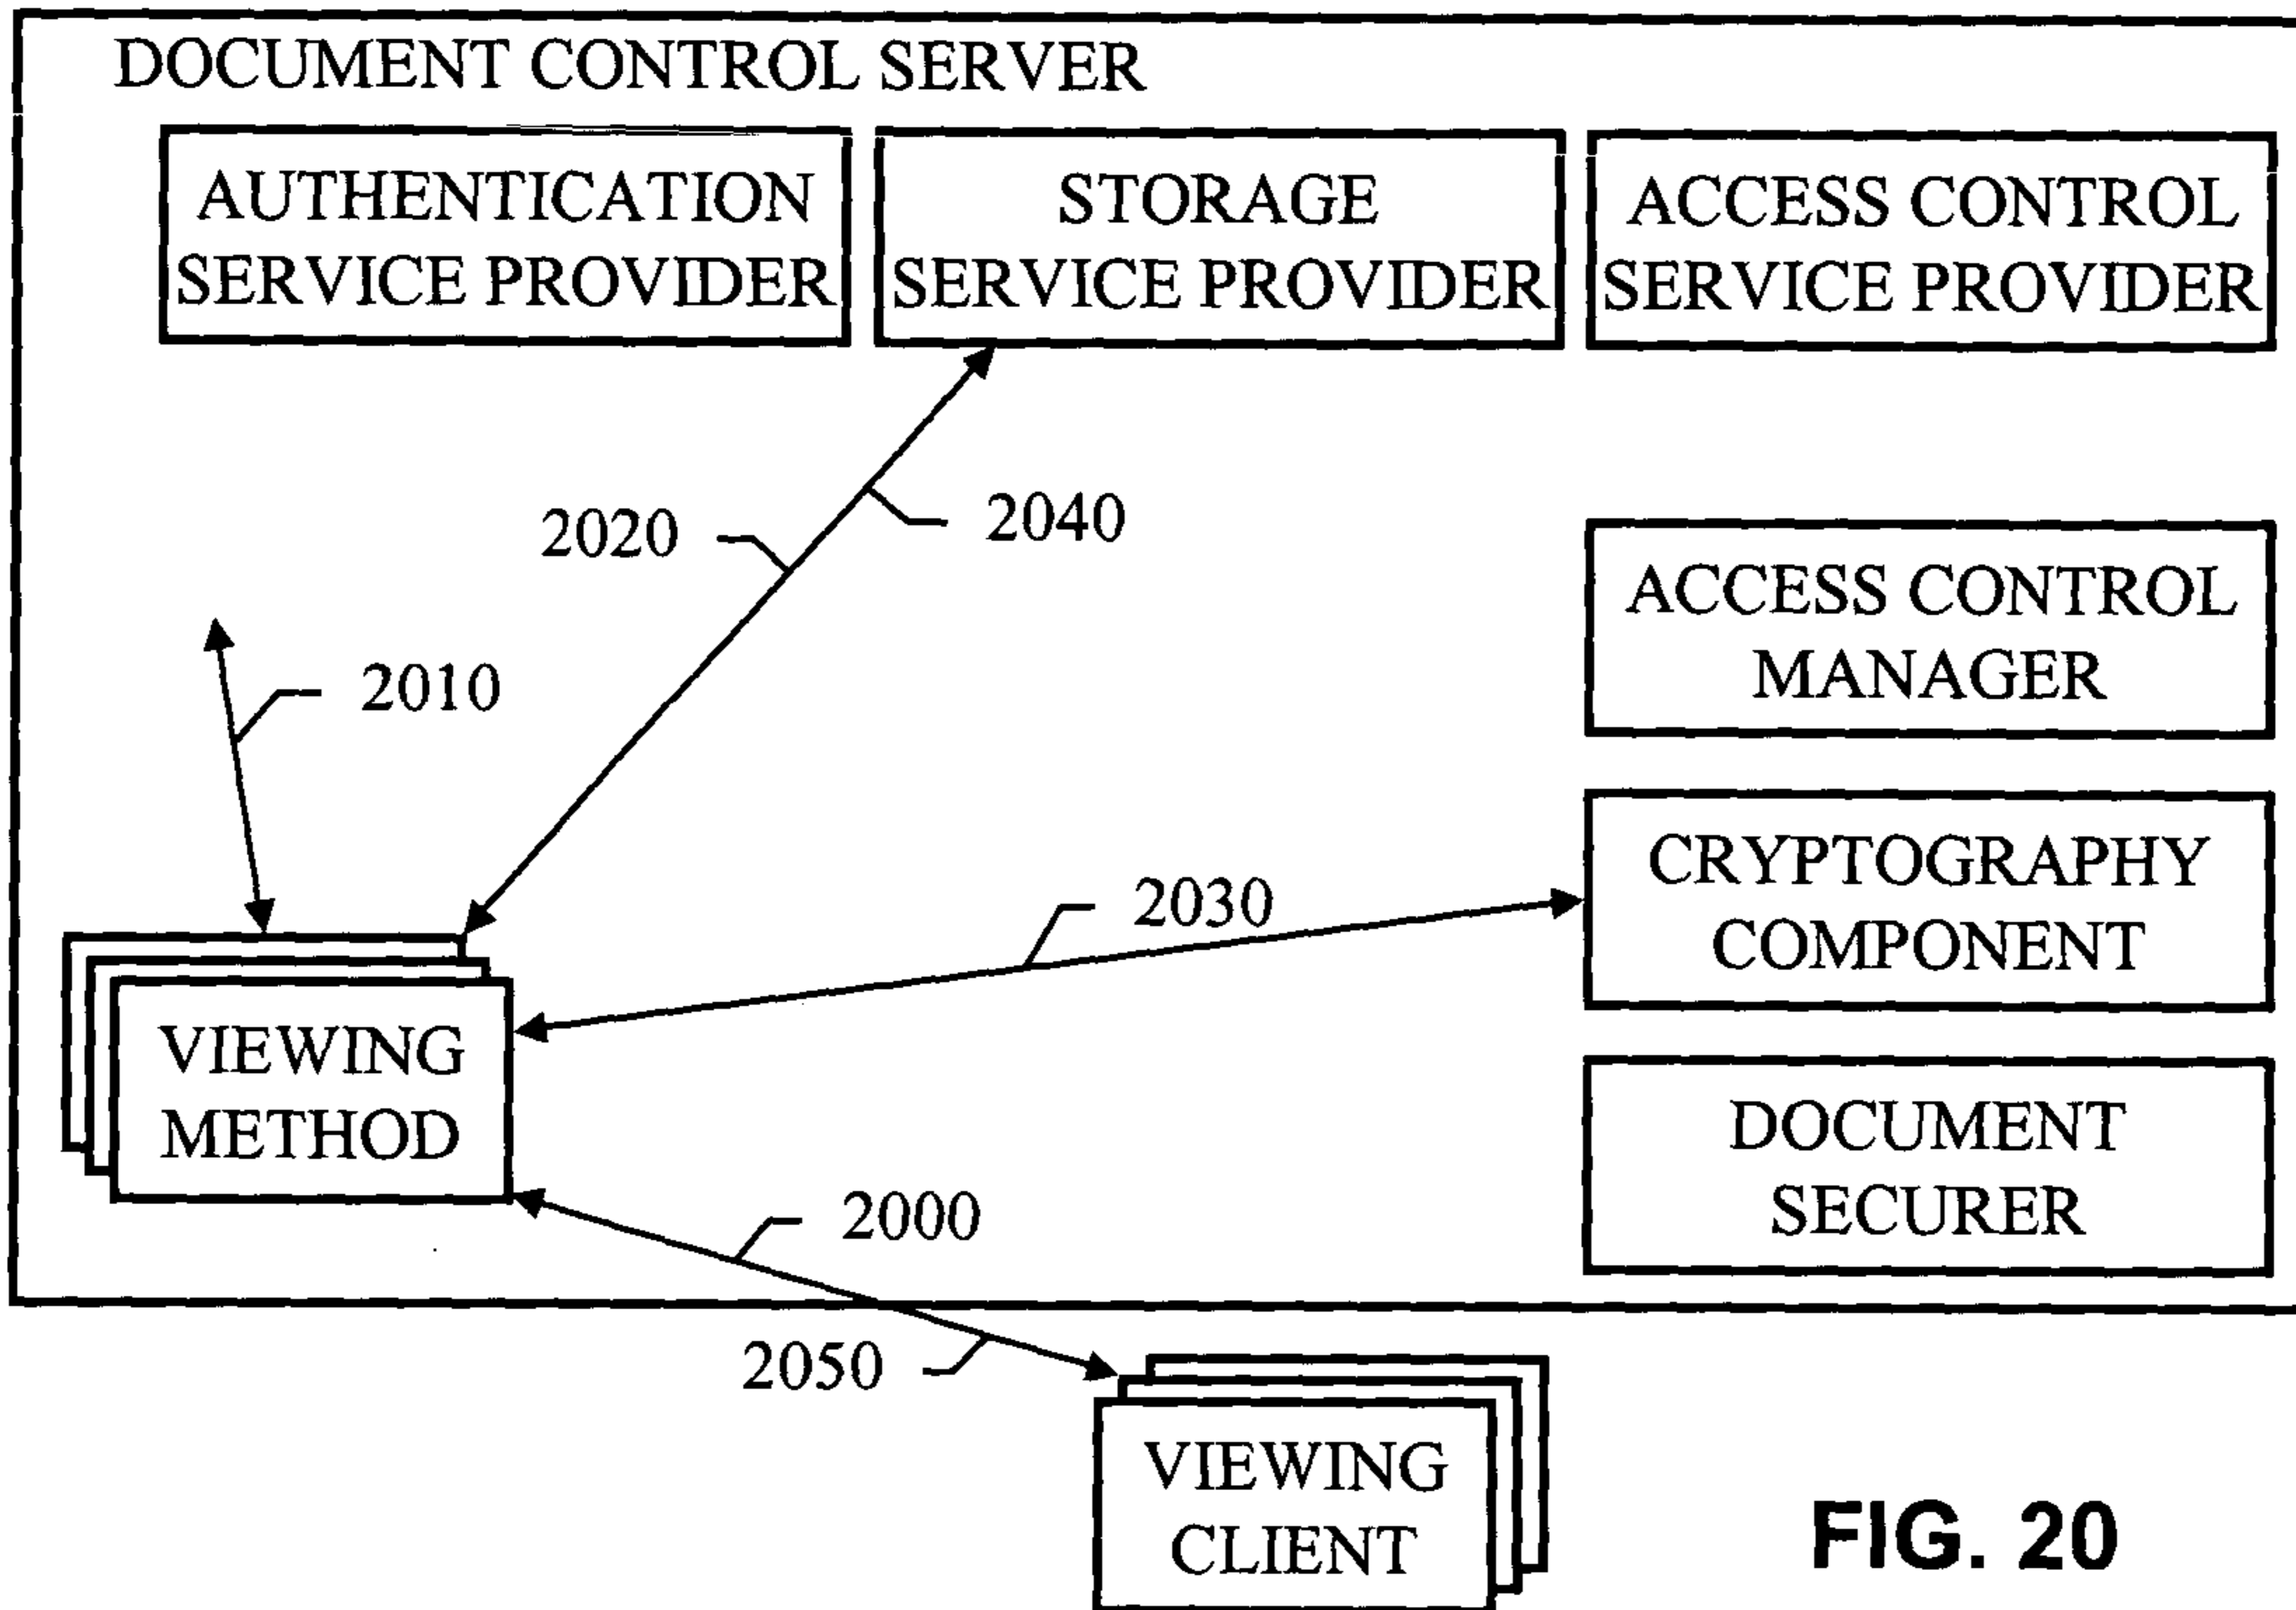 DOCUMENT CONTROL SERVER
AUTHENTICATION
SERVICE PROVIDER
STORAGE
SERVICE PROVIDER
ACCESS CONTROL
SERVICE PROVIDER
2020
2040
ACCESS CONTROL
MANAGER
2010
CRYPTOGRAPHY
COMPONENT
2030
VIEWING
METHOD
DOCUMENT
SECURER
2000
2050
VIEWING
CLIENT
FIG. 20